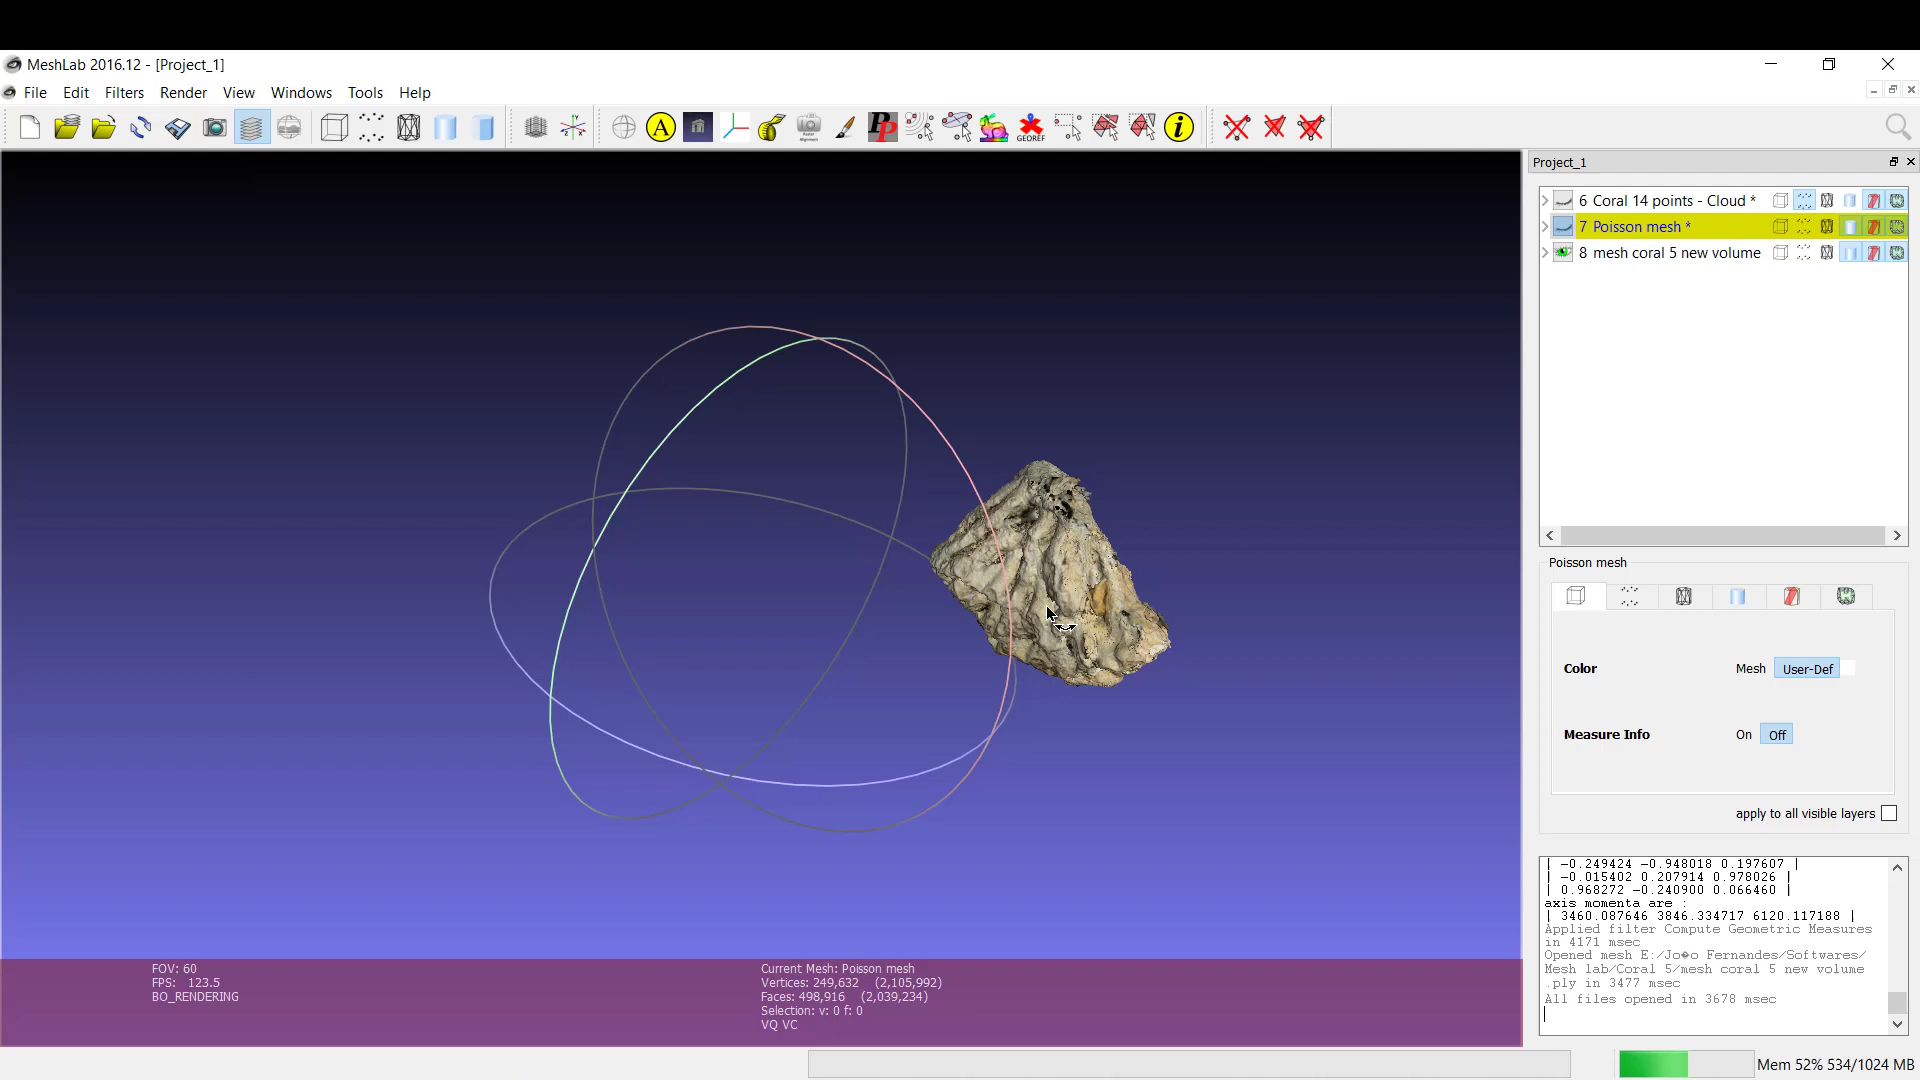 MeshLab 2016.12 - [Project_1]
File Edit Filters Render View Windows Tools Help
A
PP
GEOREF
i
Project_1
6 Coral 14 points - Cloud *
7 Poisson mesh *
8 mesh coral 5 new volume
Poisson mesh
Color Mesh User-Def
Measure Info On Off
apply to all visible layers
| -0.249424 -0.948018 0.197607 |
| -0.015402 0.207914 0.978026 |
| 0.968272 -0.240900 0.066460 |
axis momenta are :
| 3460.087646 3846.334717 6120.117188 |
Applied filter Compute Geometric Measures
in 4171 msec
Opened mesh E:/Jo�o Fernandes/Softwares/
Mesh lab/Coral 5/mesh coral 5 new volume
.ply in 3477 msec
All files opened in 3678 msec
FOV: 60
FPS: 123.5
BO_RENDERING
Current Mesh: Poisson mesh
Vertices: 249,632 (2,105,992)
Faces: 498,916 (2,039,234)
Selection: v: 0 f: 0
VQ VC
Mem 52% 534/1024 MB